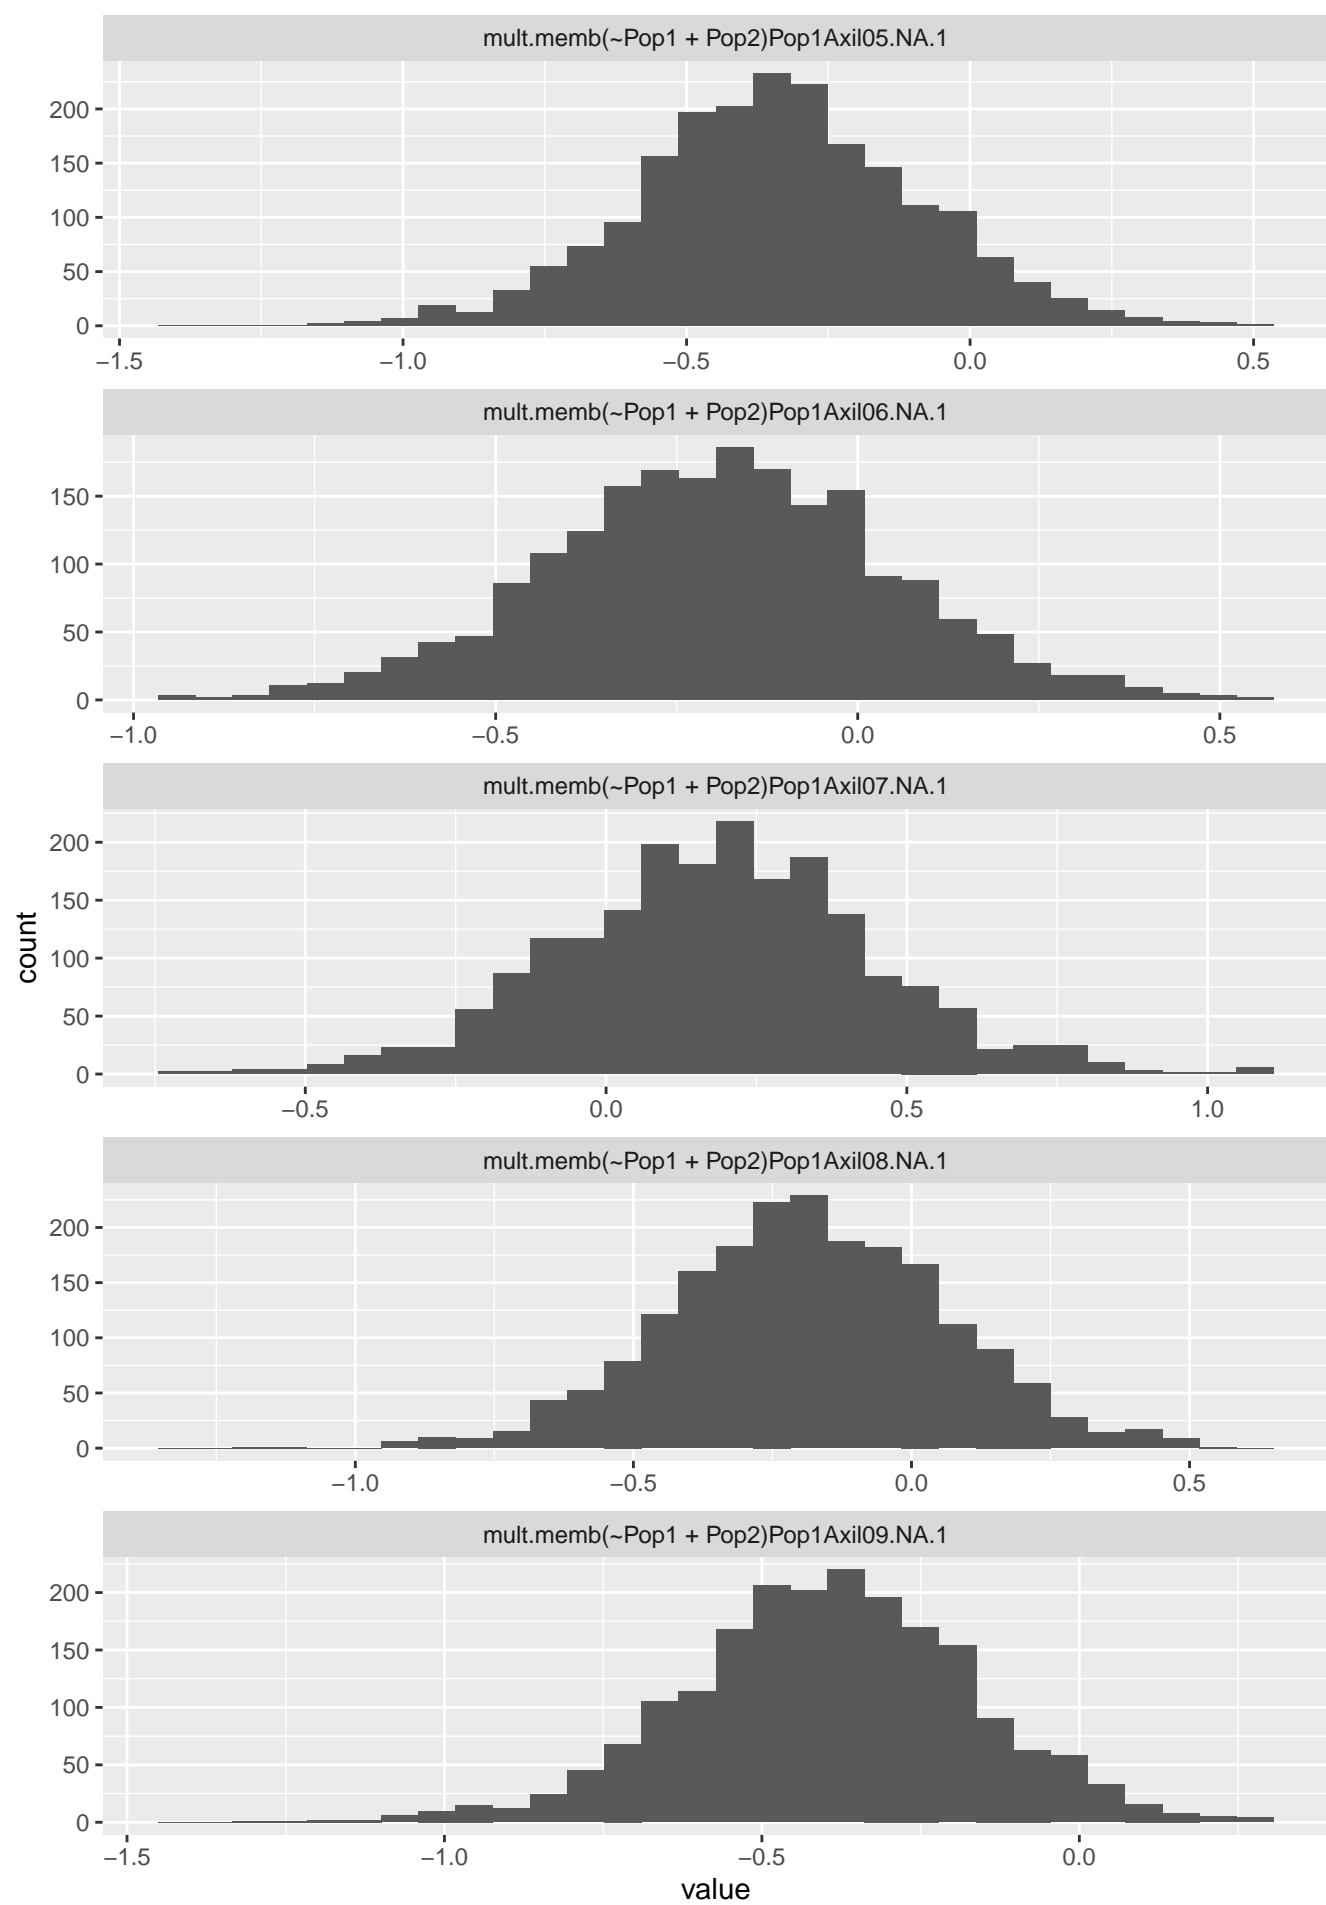 mult.memb(~Pop1 + Pop2)Pop1Axil05.NA.1
200
150
100
50
0
−1.5 −1.0 −0.5 0.0 0.5
mult.memb(~Pop1 + Pop2)Pop1Axil06.NA.1
150
100
50
0
−1.0 −0.5 0.0 0.5
mult.memb(~Pop1 + Pop2)Pop1Axil07.NA.1
200
150
100
50
0
−0.5 0.0 0.5 1.0
count
mult.memb(~Pop1 + Pop2)Pop1Axil08.NA.1
200
150
100
50
0
−1.0 −0.5 0.0 0.5
mult.memb(~Pop1 + Pop2)Pop1Axil09.NA.1
200
150
100
50
0
−1.5 −1.0 −0.5 0.0
value